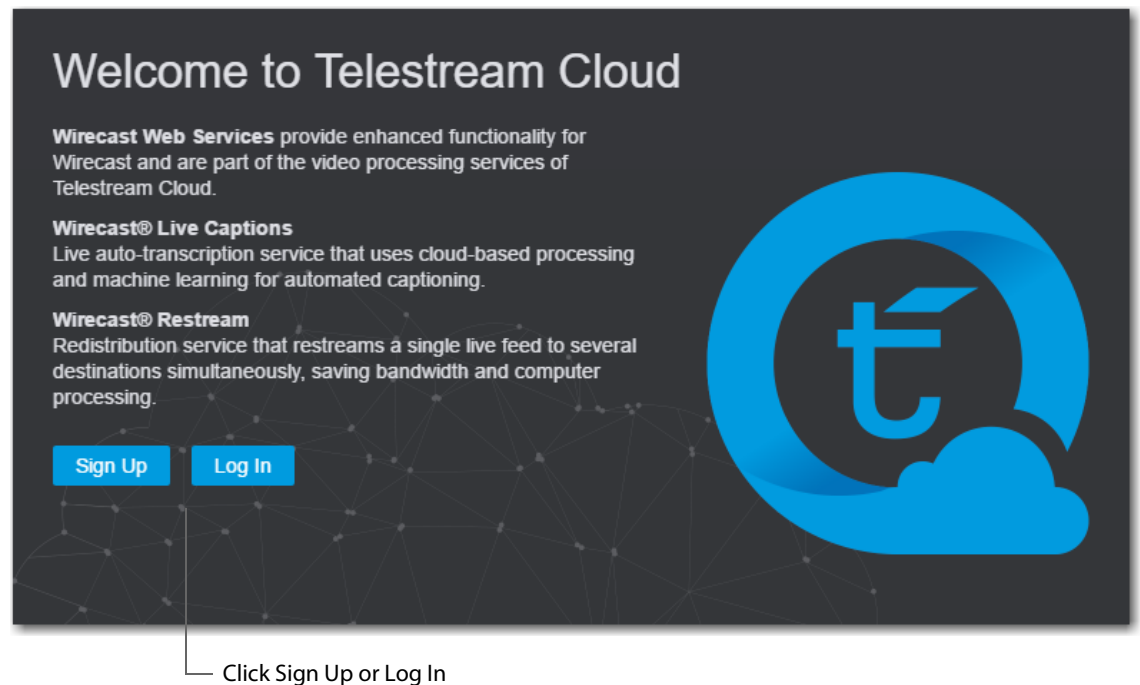 Welcome to Telestream Cloud
Wirecast Web Services provide enhanced functionality for
Wirecast and are part of the video processing services of
Telestream Cloud.
Wirecast® Live Captions
Live auto-transcription service that uses cloud-based processing
and machine learning for automated captioning.
Wirecast® Restream
Redistribution service that restreams a single live feed to several
destinations simultaneously, saving bandwidth and computer
processing.
Sign Up Log In
Click Sign Up or Log In